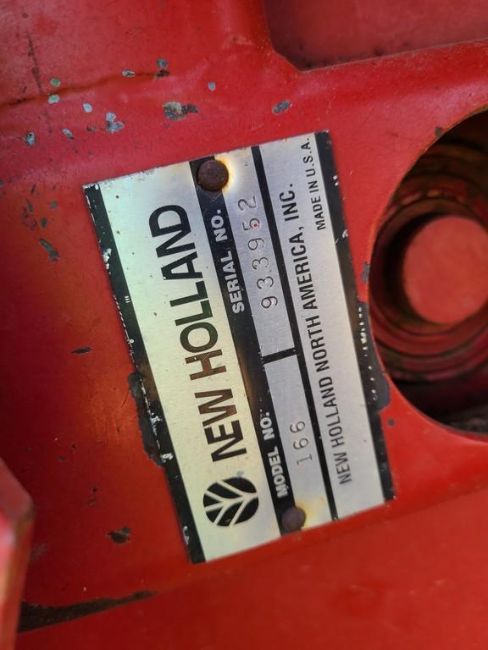 NEW HOLLAND
MODEL NO. SERIAL NO.
166 933952
NEW HOLLAND NORTH AMERICA, INC.
MADE IN U.S.A.